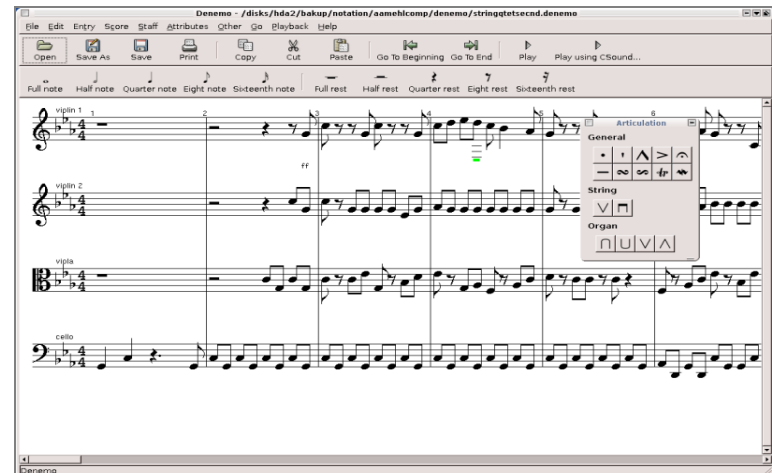 Denemo - /disks/hda2/bakup/notation/aamehlcomp/denemo/stringqtetsecnd.denemo
File Edit Entry Score Staff Attributes Other Go Playback Help
Open Save As Save Print Copy Cut Paste Go To Beginning Go To End Play Play using CSound...
Full note Half note Quarter note Eight note Sixteenth note Full rest Half rest Quarter rest Eight rest Sixteenth rest
violin 1 1 2 3 4 5 6
Articulation
General
tr
ff
violin 2
String
Organ
viola
cello
Denemo